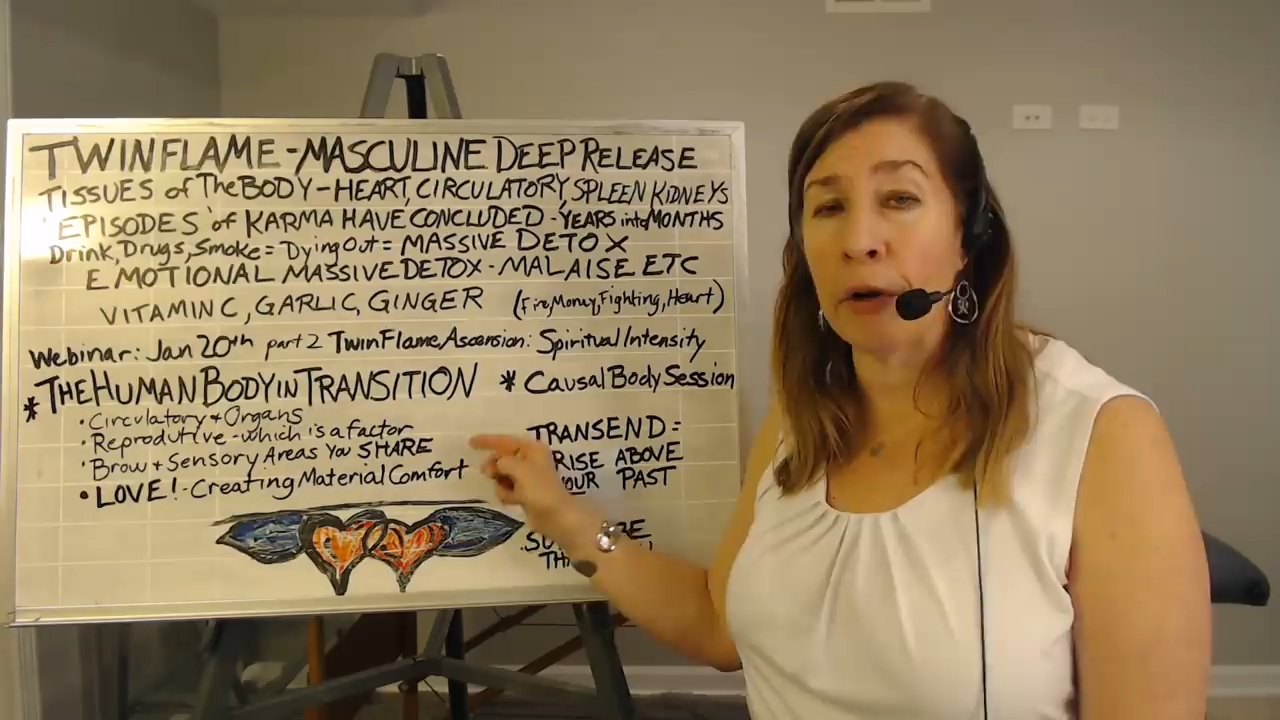 TWINFLAME - MASCULINE DEEP RELEASE
TISSUES of The BODY - HEART, CIRCULATORY, SPLEEN KIDNEYS
EPISODES of KARMA HAVE CONCLUDED - YEARS into MONTHS
Drink, Drugs, Smoke = Dying Out = MASSIVE DETOX
EMOTIONAL MASSIVE DETOX - MALAISE ETC
VITAMIN C, GARLIC, GINGER (Fire, Money, Fighting, Heart)
Webinar: Jan 20th part 2 Twin Flame Ascension: Spiritual Intensity
* THE HUMAN BODY IN TRANSITION
• Circulatory + Organs
• Reprodutive - which is a factor
• Brow + Sensory Areas You SHARE
• LOVE! - Creating Material Comfort
* Causal Body Session
TRANSEND =
RISE ABOVE
PAST